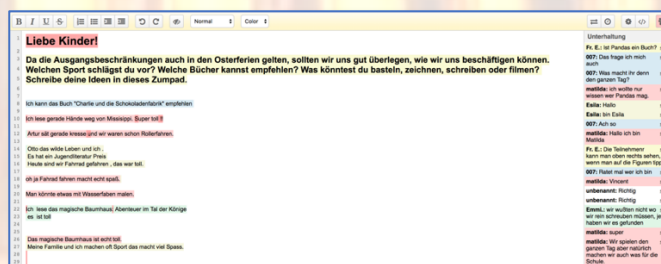 Normal
Color
Liebe Kinder!
Da die Ausgangsbeschränkungen auch in den Osterferien gelten, sollten wir uns gut überlegen, wie wir uns beschäftigen können.
Welchen Sport schlägst du vor? Welche Bücher kannst empfehlen? Was könntest du basteln, zeichnen, schreiben oder filmen?
Schreibe deine Ideen in dieses Zumpad.
Ich kann das Buch "Charlie und die Schokoladenfabrik" empfehlen
Ich lese gerade Hände weg von Missisipi. Super toll !!
Artur sät gerade kresse und wir waren schon Rollerfahren.
Otto das wilde Leben und ich .
Es hat ein Jugendliteratur Preis
Heute sind wir Fahrrad gefahren , das war toll.
oh ja Fahrrad fahren macht echt spaß.
Man könnte etwas mit Wasserfaben malen.
Ich lese das magische Baumhaus Abenteuer im Tal der Könige
es ist toll
Das magische Baumhaus ist echt toll.
Meine Familie und ich machen oft Sport das macht viel Spass.
Unterhaltung
Fr. E.: Ist Pandas ein Buch?
007: Das frage ich mich
auch
007: Was macht ihr denn
den ganzen Tag?
matilda: ich wollte nur
wissen wer Pandas mag.
Esila: Hallo
Esila: bin Esila
007: Ach so
matilda: Hallo ich bin
Matilda
Fr. E.: Die Teilnehmenr
kann man oben rechts sehen,
wenn man auf die Figuren tipp
007: Ratet mal wer ich bin
matilda: Vincent
unbenannt: Richtig
unbenannt: Richtig
Emmi.: wir wußten nicht wo
wir rein schreiben müssen, je
haben wir es gefunden
matilda: super
matilda: Wir spielen den
ganzen Tag aber natürlich
machen wir auch was für die
Schule.